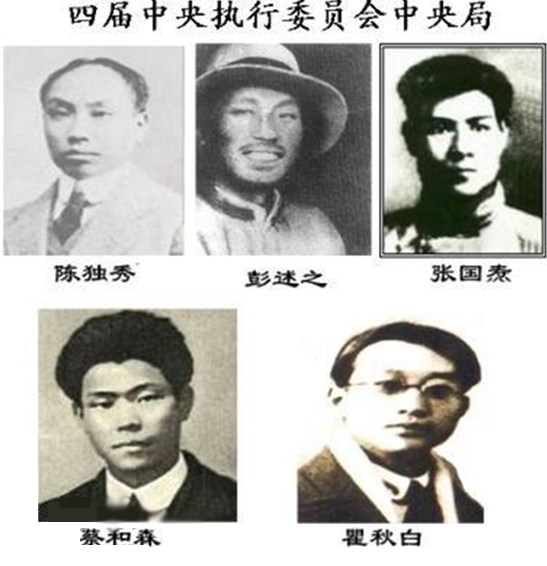 四届中央执行委员会中央局
陈独秀
彭述之
张国焘
蔡和森
瞿秋白